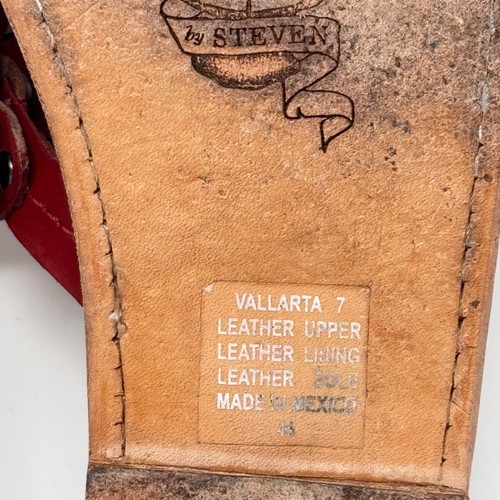 by STEVEN
VALLARTA 7
LEATHER UPPER
LEATHER LINING
LEATHER SOLE
MADE IN MEXICO